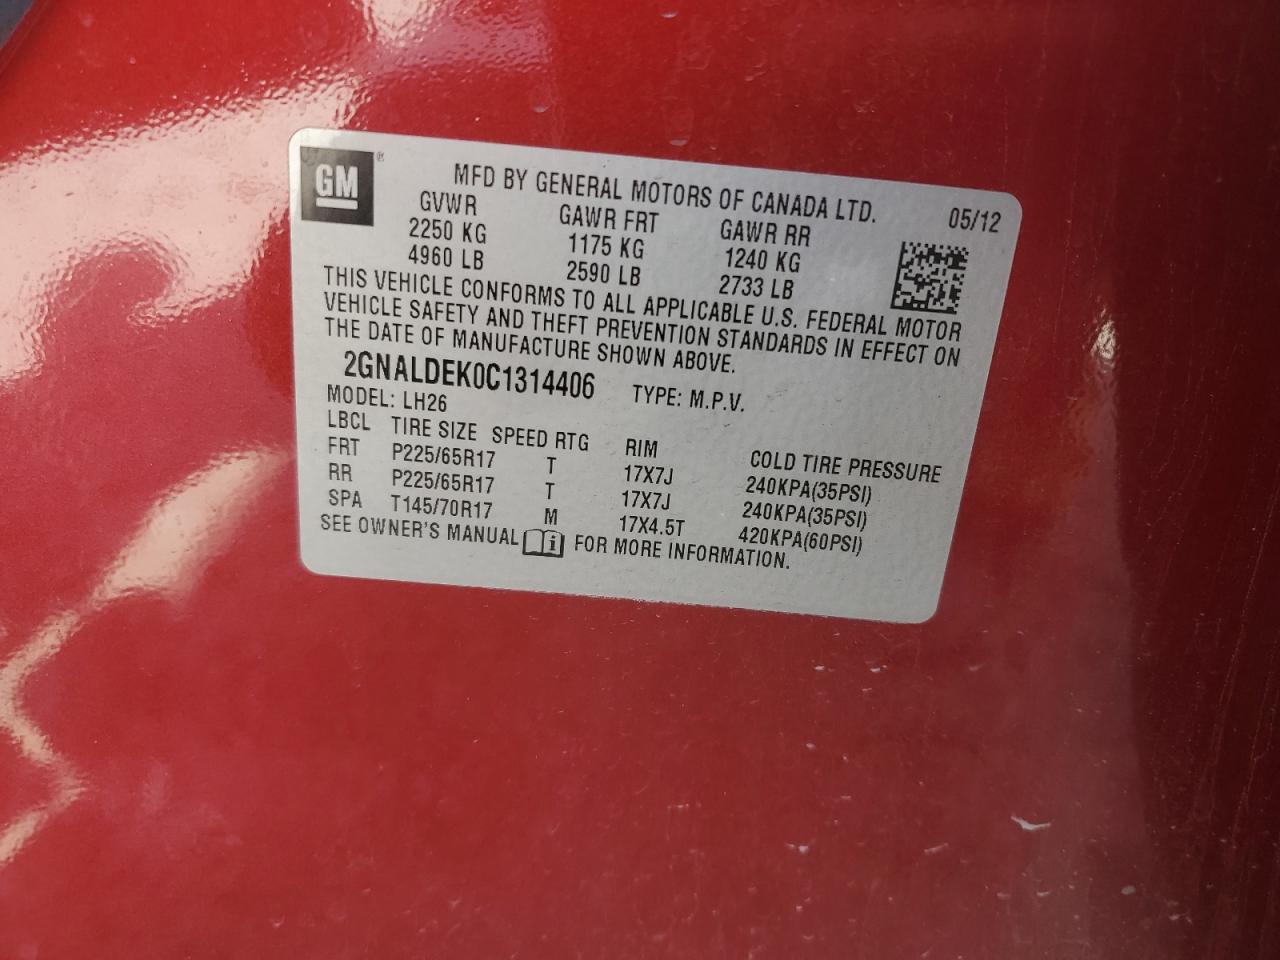 GM ®
MFD BY GENERAL MOTORS OF CANADA LTD. 05/12
GVWR GAWR FRT GAWR RR
2250 KG 1175 KG 1240 KG
4960 LB 2590 LB 2733 LB
THIS VEHICLE CONFORMS TO ALL APPLICABLE U.S. FEDERAL MOTOR
VEHICLE SAFETY AND THEFT PREVENTION STANDARDS IN EFFECT ON
THE DATE OF MANUFACTURE SHOWN ABOVE.
2GNALDEK0C1314406 TYPE: M.P.V.
MODEL: LH26
LBCL TIRE SIZE SPEED RTG RIM COLD TIRE PRESSURE
FRT P225/65R17 T 17X7J 240KPA(35PSI)
RR P225/65R17 T 17X7J 240KPA(35PSI)
SPA T145/70R17 M 17X4.5T 420KPA(60PSI)
SEE OWNER'S MANUAL i FOR MORE INFORMATION.